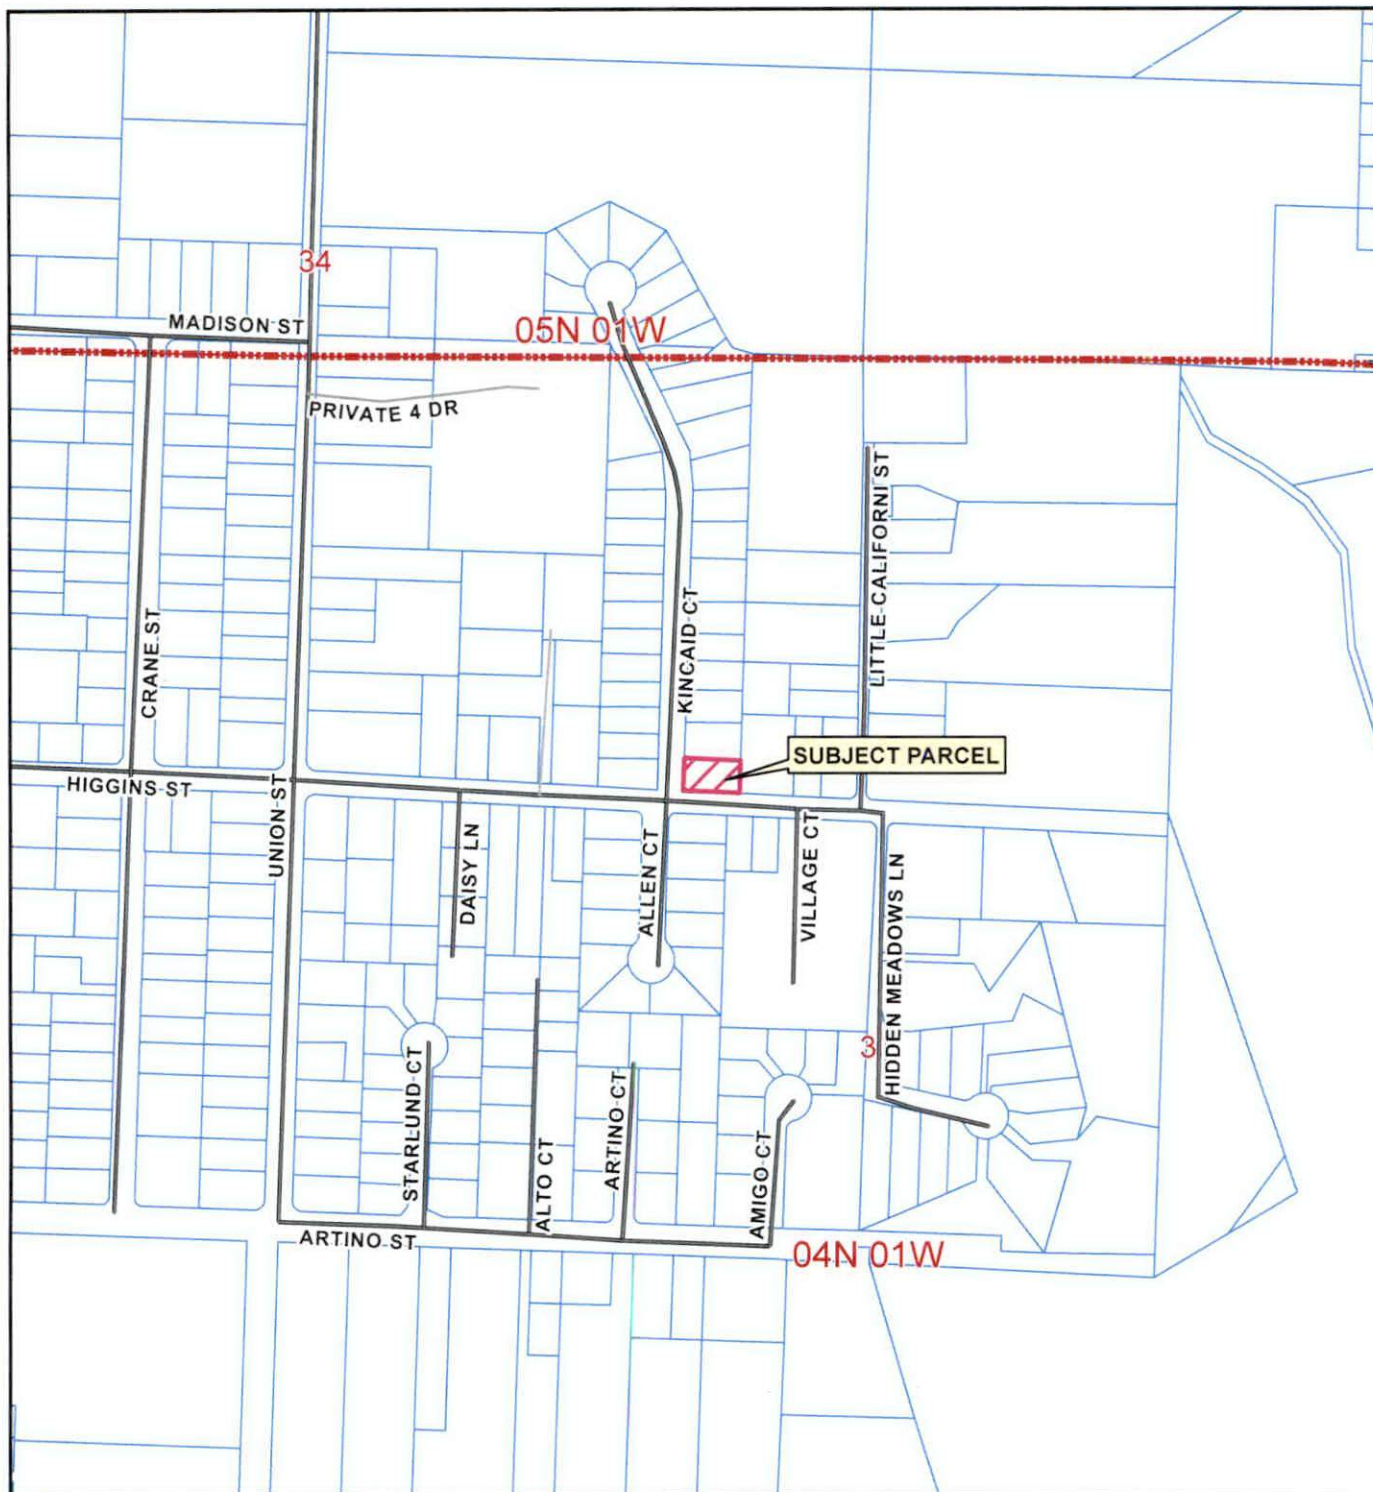 34
MADISON ST
05N 01W
PRIVATE 4 DR
LITTLE CALIFORNI ST
CRANE ST
KINCAID CT
SUBJECT PARCEL
HIGGINS ST
UNION ST
DAISY LN
ALLEN CT
VILLAGE CT
HIDDEN MEADOWS LN
3
STARLUND CT
ARTINO CT
ALTO CT
AMIGO CT
ARTINO ST
04N 01W